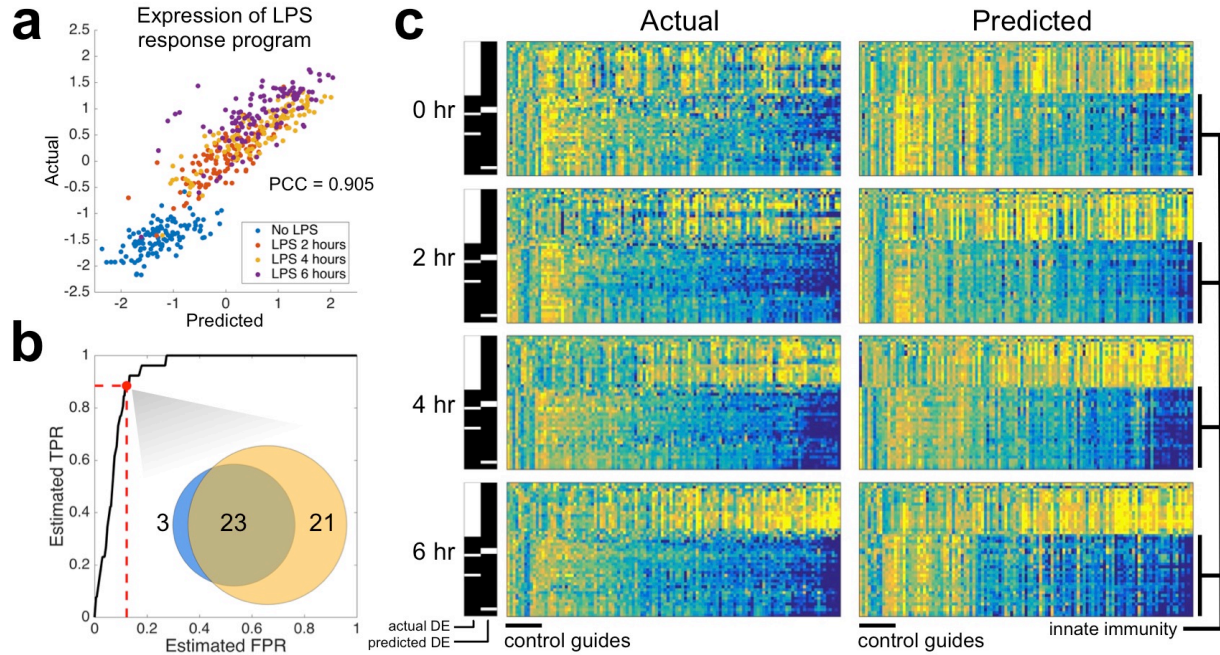 a
Expression of LPS
response program
2.5
2
1.5
1
0.5
0
-0.5
-1
-1.5
-2
-2.5
Actual
PCC = 0.905
No LPS
LPS 2 hours
LPS 4 hours
LPS 6 hours
-2 -1 0 1 2
Predicted
b
1
0.8
0.6
0.4
0.2
0
Estimated TPR
3 23 21
0 0.2 0.4 0.6 0.8 1
Estimated FPR
c
Actual Predicted
0 hr
2 hr
4 hr
6 hr
actual DE
predicted DE
control guides
control guides
innate immunity